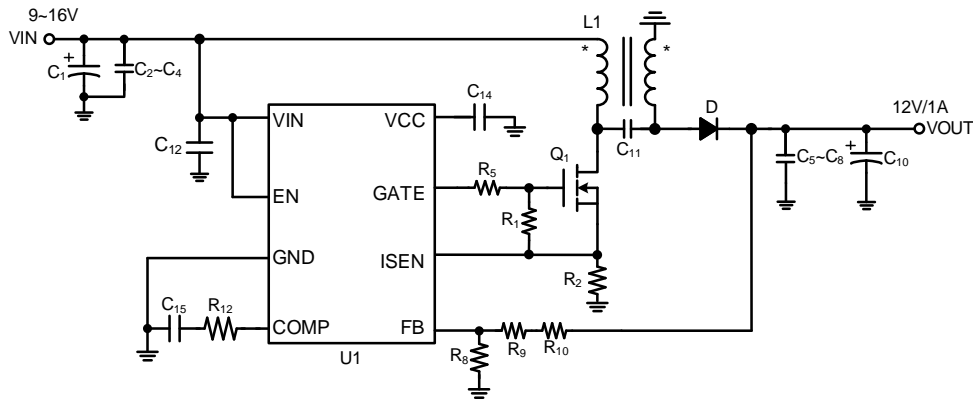 9~16V
L1
VIN
*
*
+
C1
C2~C4
C14
D
12V/1A
VIN
VCC
VOUT
C12
C11
Q1
+
C5~C8
C10
R5
EN
GATE
R1
GND
ISEN
R2
C15
R12
COMP
FB
R8
R9
R10
U1